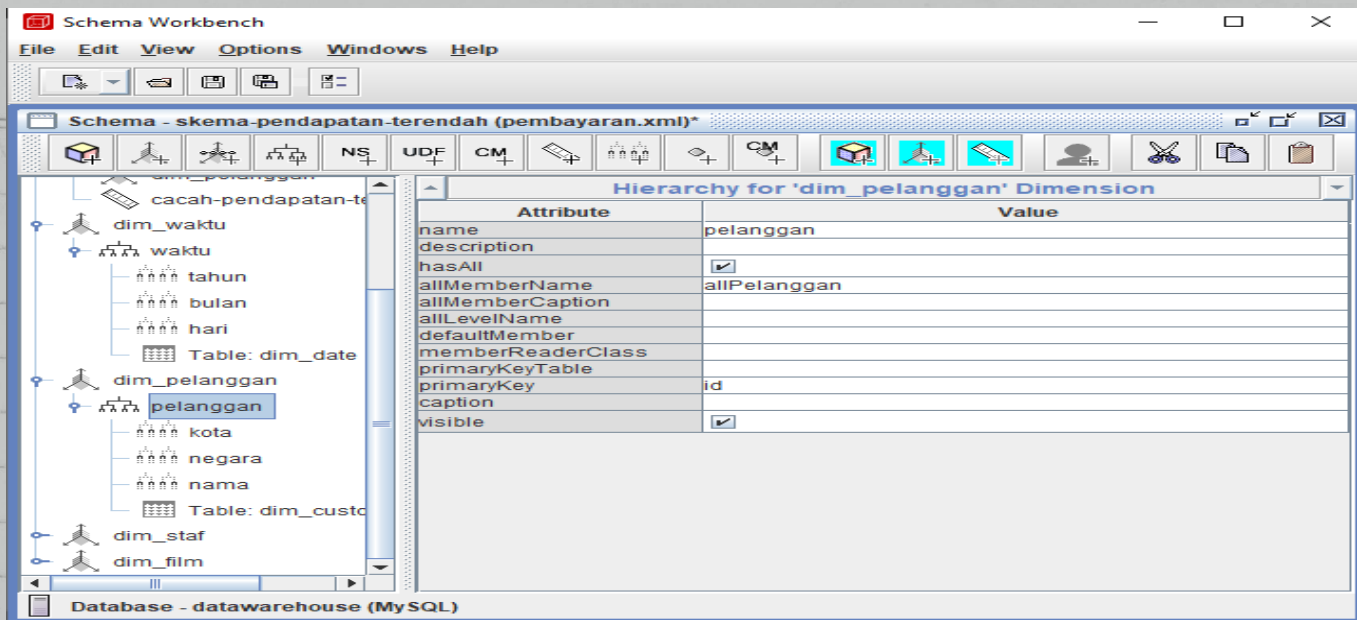 Schema Workbench
File Edit View Options Windows Help
Schema - skema-pendapatan-terendah (pembayaran.xml)*
NS UDF CM CM
dim_pelanggan
cacah-pendapatan-te
dim_waktu
waktu
tahun
bulan
hari
Table: dim_date
dim_pelanggan
pelanggan
kota
negara
nama
Table: dim_custo
dim_staf
dim_film
Hierarchy for 'dim_pelanggan' Dimension
Attribute Value
name pelanggan
description
hasAll
allMemberName allPelanggan
allMemberCaption
allLevelName
defaultMember
memberReaderClass
primaryKeyTable
primaryKey id
caption
visible
Database - datawarehouse (MySQL)